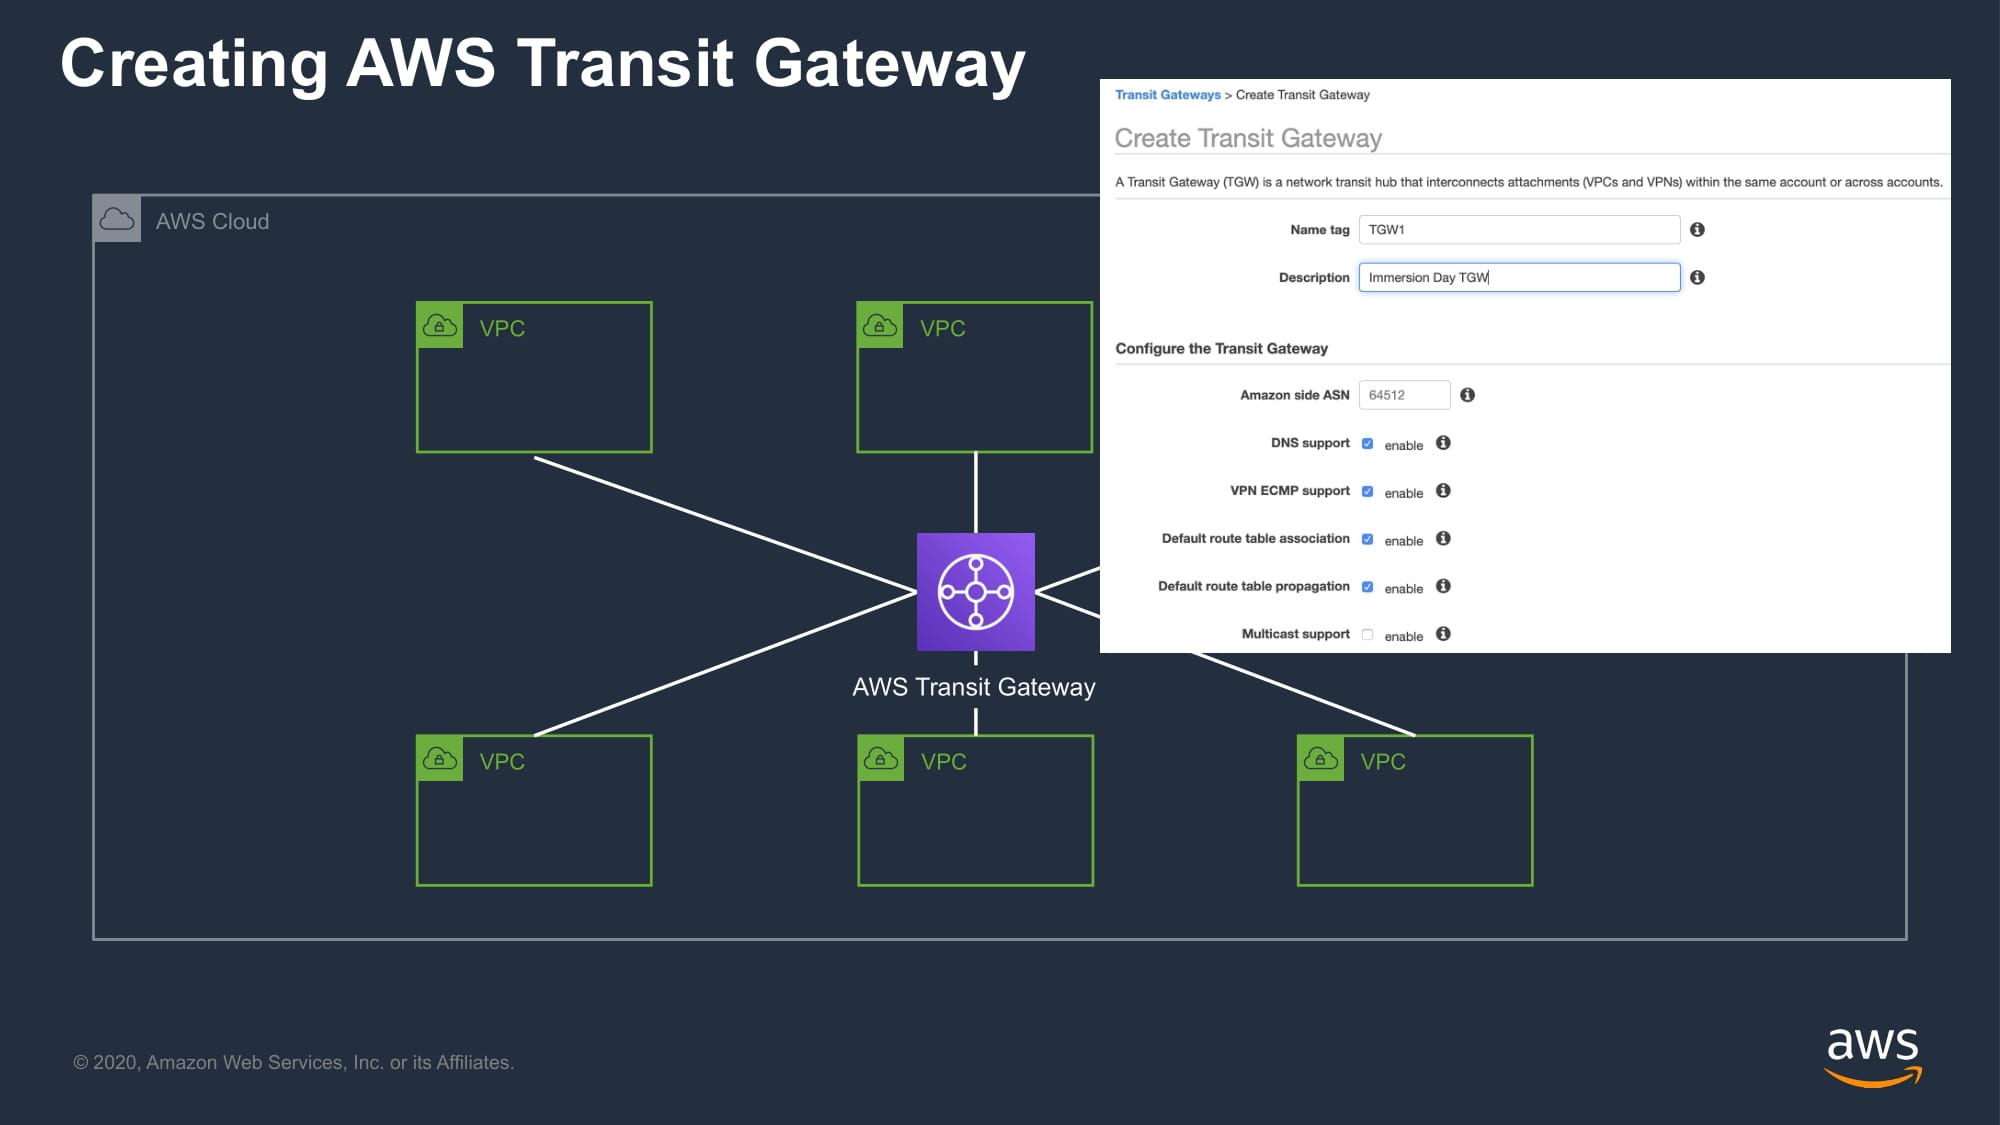 Creating AWS Transit Gateway
Transit Gateways > Create Transit Gateway
Create Transit Gateway
A Transit Gateway (TGW) is a network transit hub that interconnects attachments (VPCs and VPNs) within the same account or across accounts.
Name tag TGW1
Description Immersion Day TGW
Configure the Transit Gateway
Amazon side ASN 64512
DNS support enable
VPN ECMP support enable
Default route table association enable
Default route table propagation enable
Multicast support enable
AWS Cloud
VPC
VPC
AWS Transit Gateway
VPC
VPC
VPC
© 2020, Amazon Web Services, Inc. or its Affiliates.
aws